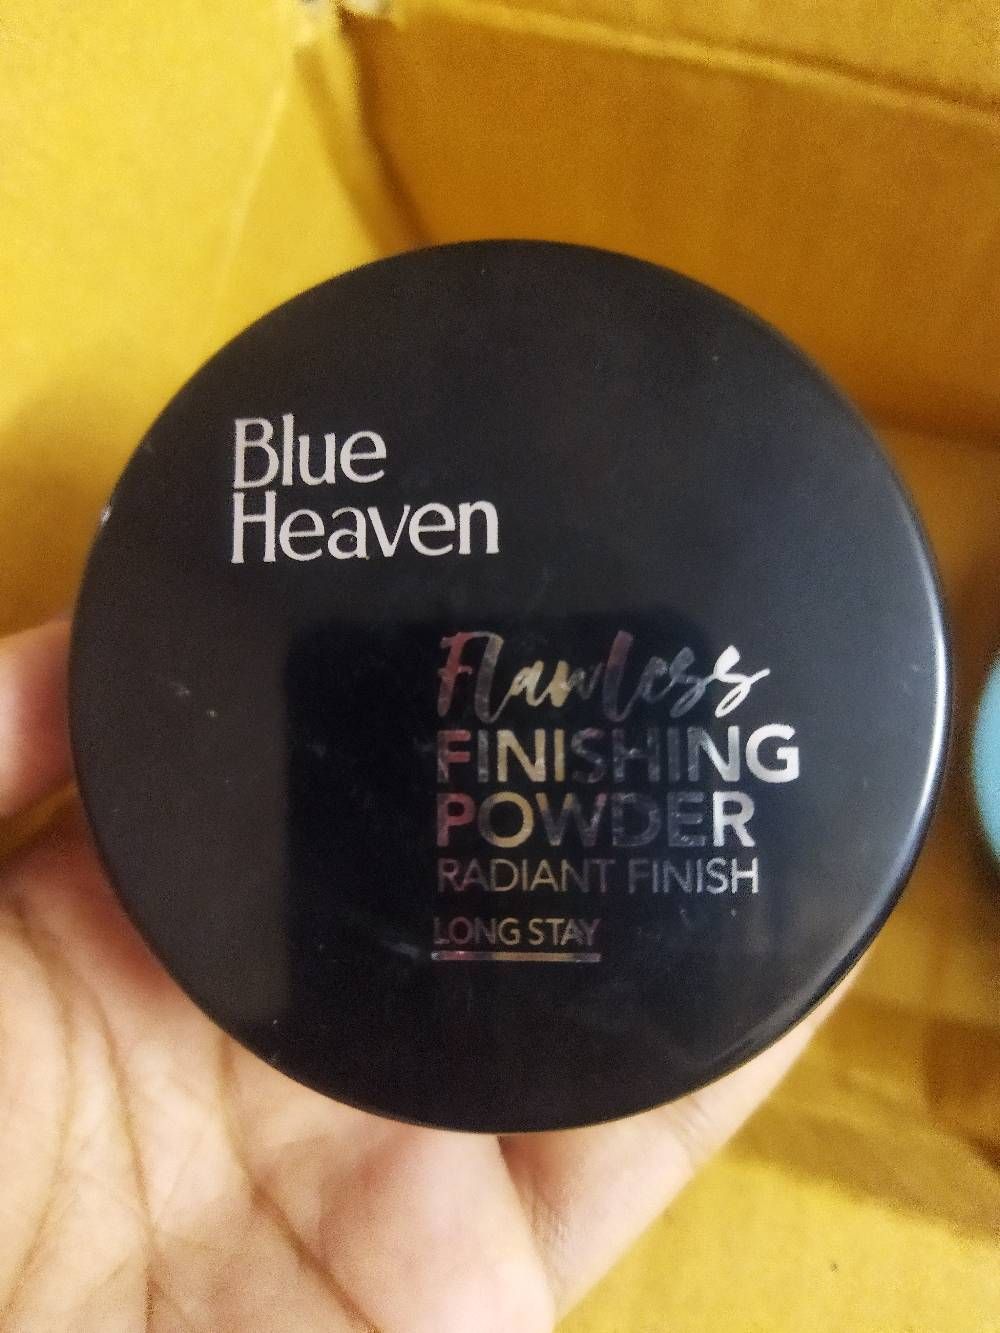 Blue
Heaven
Flawless
FINISHING
POWDER
RADIANT FINISH
LONG STAY